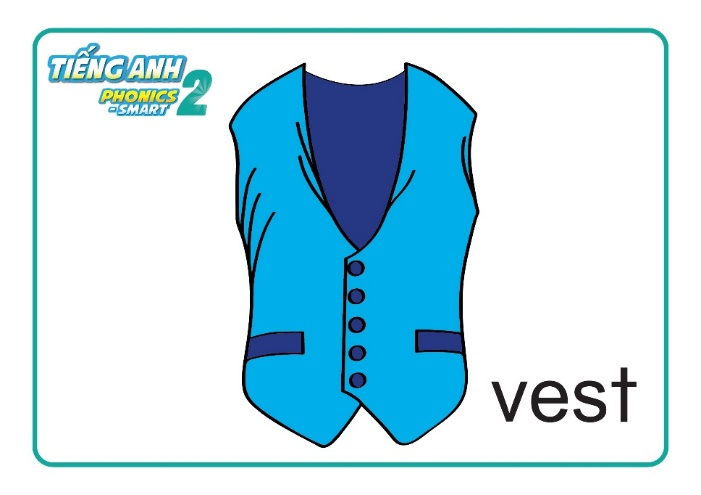 TIẾNG ANH
PHONICS
-SMART 2
vest